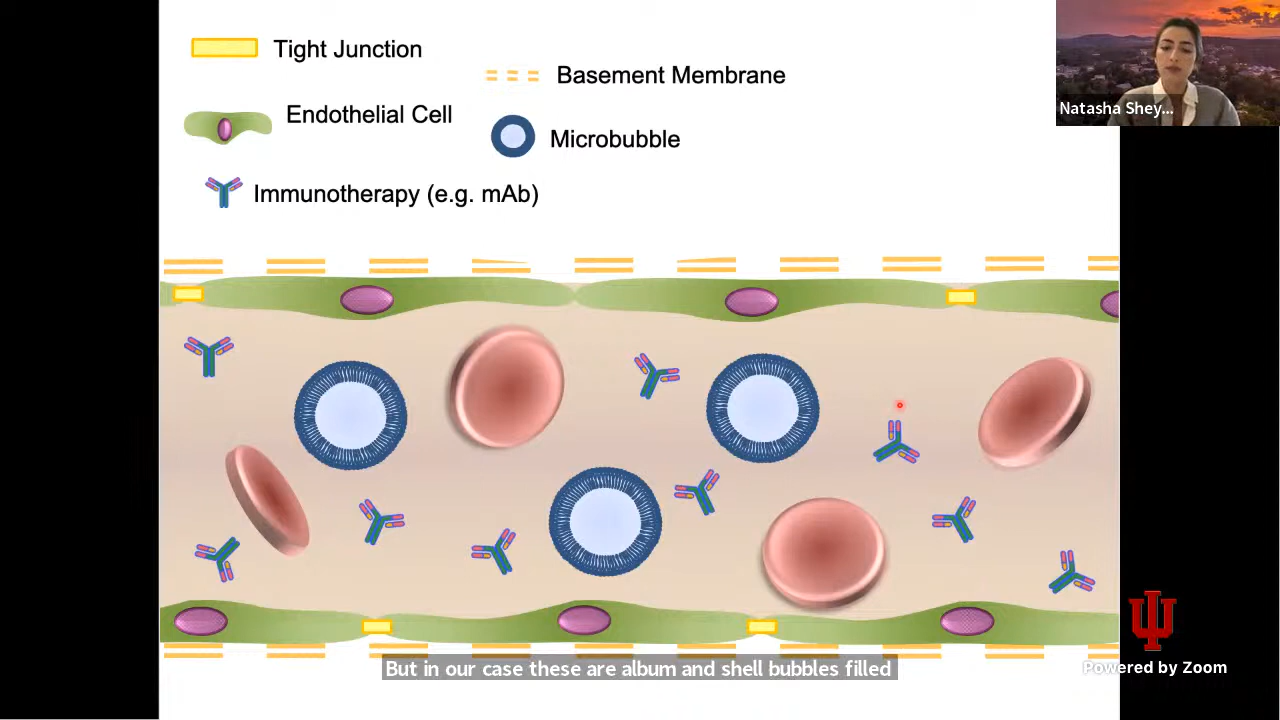 Tight Junction
Basement Membrane
Endothelial Cell
Microbubble
Immunotherapy (e.g. mAb)
Natasha Shey...
But in our case these are album and shell bubbles filled
Powered by Zoom